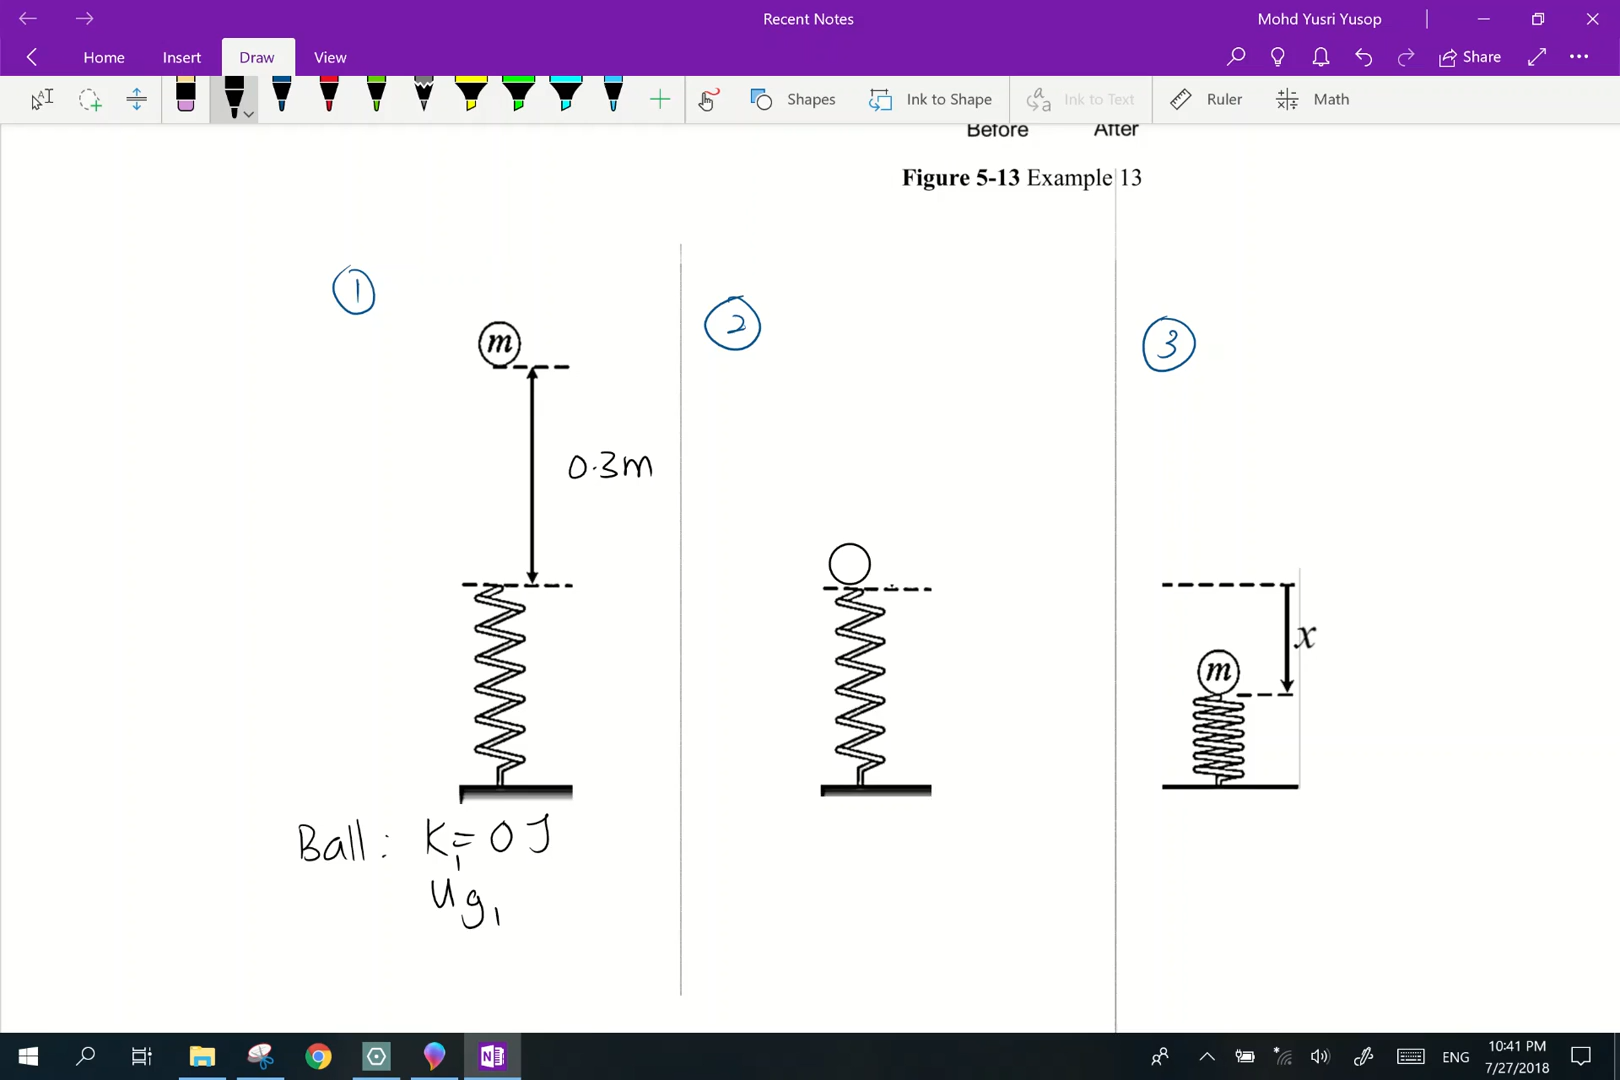 Recent Notes
Mohd Yusri Yusop
Home Insert Draw View
Share
Shapes
Ink to Shape
Ink to Text
Ruler
Math
Before After
Figure 5-13 Example 13
1
2
3
m
0.3m
m
x
Ball: K₁ = 0 J
Ug₁
ENG
10:41 PM
7/27/2018